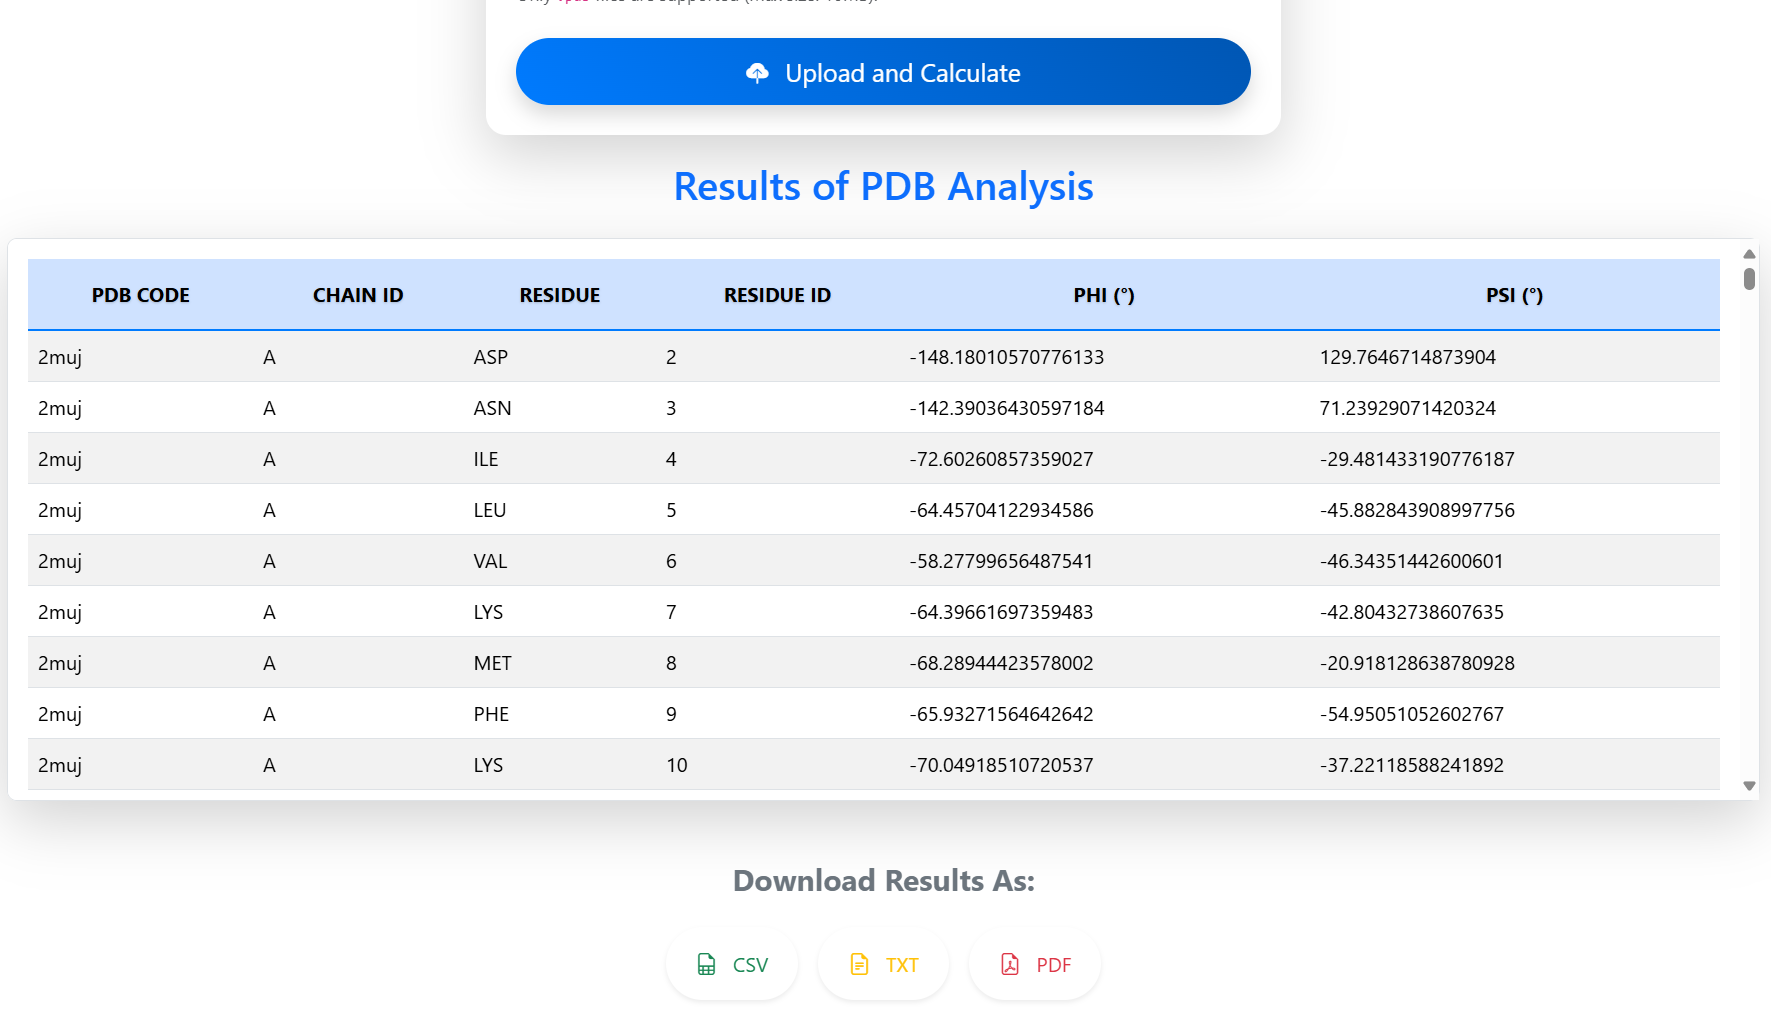 Upload and Calculate
Results of PDB Analysis
PDB CODE CHAIN ID RESIDUE RESIDUE ID PHI (°) PSI (°)
2muj A ASP 2 -148.18010570776133 129.7646714873904
2muj A ASN 3 -142.39036430597184 71.23929071420324
2muj A ILE 4 -72.60260857359027 -29.481433190776187
2muj A LEU 5 -64.45704122934586 -45.882843908997756
2muj A VAL 6 -58.27799656487541 -46.34351442600601
2muj A LYS 7 -64.39661697359483 -42.80432738607635
2muj A MET 8 -68.28944423578002 -20.918128638780928
2muj A PHE 9 -65.93271564642642 -54.95051052602767
2muj A LYS 10 -70.04918510720537 -37.22118588241892
Download Results As:
CSV TXT PDF